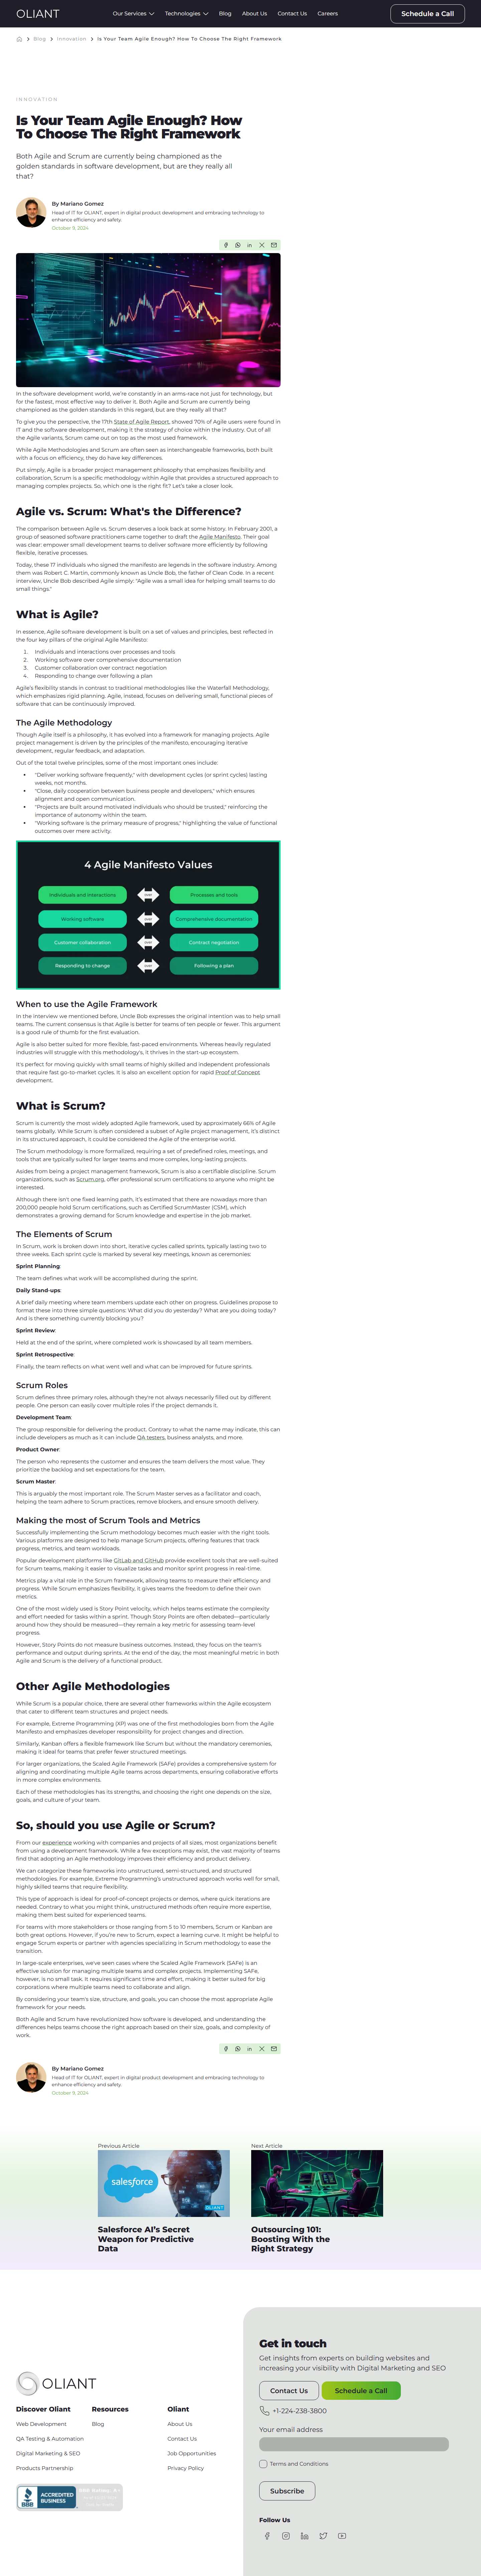 OLIANT
Our Services
Technologies
Blog
About Us
Contact Us
Careers
Schedule a Call
Blog
Innovation
Is Your Team Agile Enough? How To Choose The Right Framework
INNOVATION
Is Your Team Agile Enough? How
To Choose The Right Framework
Both Agile and Scrum are currently being championed as the
golden standards in software development, but are they really all
that?
By Mariano Gomez
Head of IT for OLIANT, expert in digital product development and embracing technology to
enhance efficiency and safety.
October 9, 2024
In the software development world, we're constantly in an arms-race not just for technology, but
for the fastest, most effective way to deliver it. Both Agile and Scrum are currently being
championed as the golden standards in this regard, but are they really all that?
To give you the perspective, the 17th State of Agile Report, showed 70% of Agile users were found in
IT and the software development, making it the strategy of choice within the industry. Out of all
the Agile variants, Scrum came out on top as the most used framework.
While Agile Methodologies and Scrum are often seen as interchangeable frameworks, both built
with a focus on efficiency, they do have key differences.
Put simply, Agile is a broader project management philosophy that emphasizes flexibility and
collaboration, Scrum is a specific methodology within Agile that provides a structured approach to
managing complex projects. So, which one is the right fit? Let's take a closer look.
Agile vs. Scrum: What's the Difference?
The comparison between Agile vs. Scrum deserves a look back at some history. In February 2001, a
group of seasoned software practitioners came together to draft the Agile Manifesto. Their goal
was clear: empower small development teams to deliver software more efficiently by following
flexible, iterative processes.
Today, these 17 individuals who signed the manifesto are legends in the software industry. Among
them was Robert C. Martin, commonly known as Uncle Bob, the father of Clean Code. In a recent
interview, Uncle Bob described Agile simply: "Agile was a small idea for helping small teams to do
small things."
What is Agile?
In essence, Agile software development is built on a set of values and principles, best reflected in
the four key pillars of the original Agile Manifesto:
1. Individuals and interactions over processes and tools
2. Working software over comprehensive documentation
3. Customer collaboration over contract negotiation
4. Responding to change over following a plan
Agile's flexibility stands in contrast to traditional methodologies like the Waterfall Methodology,
which emphasizes rigid planning. Agile, instead, focuses on delivering small, functional pieces of
software that can be continuously improved.
The Agile Methodology
Though Agile itself is a philosophy, it has evolved into a framework for managing projects. Agile
project management is driven by the principles of the manifesto, encouraging iterative
development, regular feedback, and adaptation.
Out of the total twelve principles, some of the most important ones include:
• "Deliver working software frequently," with development cycles (or sprint cycles) lasting
weeks, not months.
• "Close, daily cooperation between business people and developers," which ensures
alignment and open communication.
• "Projects are built around motivated individuals who should be trusted," reinforcing the
importance of autonomy within the team.
• "Working software is the primary measure of progress," highlighting the value of functional
outcomes over mere activity.
4 Agile Manifesto Values
Individuals and interactions over Processes and tools
Working software over Comprehensive documentation
Customer collaboration over Contract negotiation
Responding to change over Following a plan
When to use the Agile Framework
In the interview we mentioned before, Uncle Bob expresses the original intention was to help small
teams. The current consensus is that Agile is better for teams of ten people or fewer. This argument
is a good rule of thumb for the first evaluation.
Agile is also better suited for more flexible, fast-paced environments. Whereas heavily regulated
industries will struggle with this methodology's, it thrives in the start-up ecosystem.
It's perfect for moving quickly with small teams of highly skilled and independent professionals
that require fast go-to-market cycles. It is also an excellent option for rapid Proof of Concept
development.
What is Scrum?
Scrum is currently the most widely adopted Agile framework, used by approximately 66% of Agile
teams globally. While Scrum is often considered a subset of Agile project management, it's distinct
in its structured approach, it could be considered the Agile of the enterprise world.
The Scrum methodology is more formalized, requiring a set of predefined roles, meetings, and
tools that are typically suited for larger teams and more complex, long-lasting projects.
Asides from being a project management framework, Scrum is also a certifiable discipline. Scrum
organizations, such as Scrum.org, offer professional scrum certifications to anyone who might be
interested.
Although there isn't one fixed learning path, it's estimated that there are nowadays more than
200,000 people hold Scrum certifications, such as Certified ScrumMaster (CSM), which
demonstrates a growing demand for Scrum knowledge and expertise in the job market.
The Elements of Scrum
In Scrum, work is broken down into short, iterative cycles called sprints, typically lasting two to
three weeks. Each sprint cycle is marked by several key meetings, known as ceremonies:
Sprint Planning:
The team defines what work will be accomplished during the sprint.
Daily Stand-ups:
A brief daily meeting where team members update each other on progress. Guidelines propose to
format these into three simple questions: What did you do yesterday? What are you doing today?
And is there something currently blocking you?
Sprint Review:
Held at the end of the sprint, where completed work is showcased by all team members.
Sprint Retrospective:
Finally, the team reflects on what went well and what can be improved for future sprints.
Scrum Roles
Scrum defines three primary roles, although they're not always necessarily filled out by different
people. One person can easily cover multiple roles if the project demands it.
Development Team:
The group responsible for delivering the product. Contrary to what the name may indicate, this can
include developers as much as it can include QA testers, business analysts, and more.
Product Owner:
The person who represents the customer and ensures the team delivers the most value. They
prioritize the backlog and set expectations for the team.
Scrum Master:
This is arguably the most important role. The Scrum Master serves as a facilitator and coach,
helping the team adhere to Scrum practices, remove blockers, and ensure smooth delivery.
Making the most of Scrum Tools and Metrics
Successfully implementing the Scrum methodology becomes much easier with the right tools.
Various platforms are designed to help teams manage Scrum projects, offering features that track
progress, metrics, and team workloads.
Popular development platforms like GitLab and GitHub provide excellent tools that are well-suited
for Scrum teams, making it easier to visualize tasks and monitor sprint progress in real-time.
Metrics play a vital role in the Scrum framework, allowing teams to measure their efficiency and
progress. While Scrum emphasizes flexibility, it gives teams the freedom to define their own
metrics.
One of the most widely used is Story Point velocity, which helps teams estimate the complexity
and effort needed for tasks within a sprint. Though Story Points are often debated—particularly
around how they should be measured—they remain a key metric for assessing team-level
progress.
However, Story Points do not measure business outcomes. Instead, they focus on the team's
performance and output during sprints. At the end of the day, the most meaningful metric in both
Agile and Scrum is the delivery of a functional product.
Other Agile Methodologies
While Scrum is a popular choice, there are several other frameworks within the Agile ecosystem
that cater to different team structures and project needs.
For example, Extreme Programming (XP) was one of the first methodologies born from the Agile
Manifesto and emphasizes developer responsibility for project changes and direction.
Similarly, Kanban offers a flexible framework like Scrum but without the mandatory ceremonies,
making it ideal for teams that prefer fewer structured meetings.
For larger organizations, the Scaled Agile Framework (SAFe) provides a comprehensive system for
aligning and coordinating multiple Agile teams across departments, ensuring collaborative efforts
in more complex environments.
Each of these methodologies has its strengths, and choosing the right one depends on the size,
goals, and culture of your team.
So, should you use Agile or Scrum?
From our experience working with companies and projects of all sizes, most organizations benefit
from using a development framework. While a few exceptions may exist, the vast majority of teams
find that adopting an Agile methodology improves their efficiency and product delivery.
We can categorize these frameworks into unstructured, semi-structured, and structured
methodologies. For example, Extreme Programming's unstructured approach works well for small,
highly skilled teams that require flexibility.
This type of approach is ideal for proof-of-concept projects or demos, where quick iterations are
needed. Contrary to what you might think, unstructured methods often require more expertise,
making them best suited for experienced teams.
For teams with more stakeholders or those ranging from 5 to 10 members, Scrum or Kanban are
both great options. However, if you're new to Scrum, expect a learning curve. It might be helpful to
engage Scrum experts or partner with agencies specializing in Scrum methodology to ease the
transition.
In large-scale enterprises, we've seen cases where the Scaled Agile Framework (SAFe) is an
effective solution for managing multiple teams and complex projects. Implementing SAFe,
however, is no small task. It requires significant time and effort, making it better suited for big
corporations where multiple teams need to collaborate and align.
By considering your team's size, structure, and goals, you can choose the most appropriate Agile
framework for your needs.
Both Agile and Scrum have revolutionized how software is developed, and understanding the
differences helps teams choose the right approach based on their size, goals, and complexity of
work.
By Mariano Gomez
Head of IT for OLIANT, expert in digital product development and embracing technology to
enhance efficiency and safety.
October 9, 2024
Previous Article
salesforce
OLIANT
Salesforce AI's Secret
Weapon for Predictive
Data
Next Article
Outsourcing 101:
Boosting With the
Right Strategy
OLIANT
Discover Oliant
Web Development
QA Testing & Automation
Digital Marketing & SEO
Products Partnership
Resources
Blog
Oliant
About Us
Contact Us
Job Opportunities
Privacy Policy
BBB
ACCREDITED
BUSINESS
BBB Rating: A+
Get in touch
Get insights from experts on building websites and
increasing your visibility with Digital Marketing and SEO
Contact Us
Schedule a Call
+1-224-238-3800
Your email address
Terms and Conditions
Subscribe
Follow Us